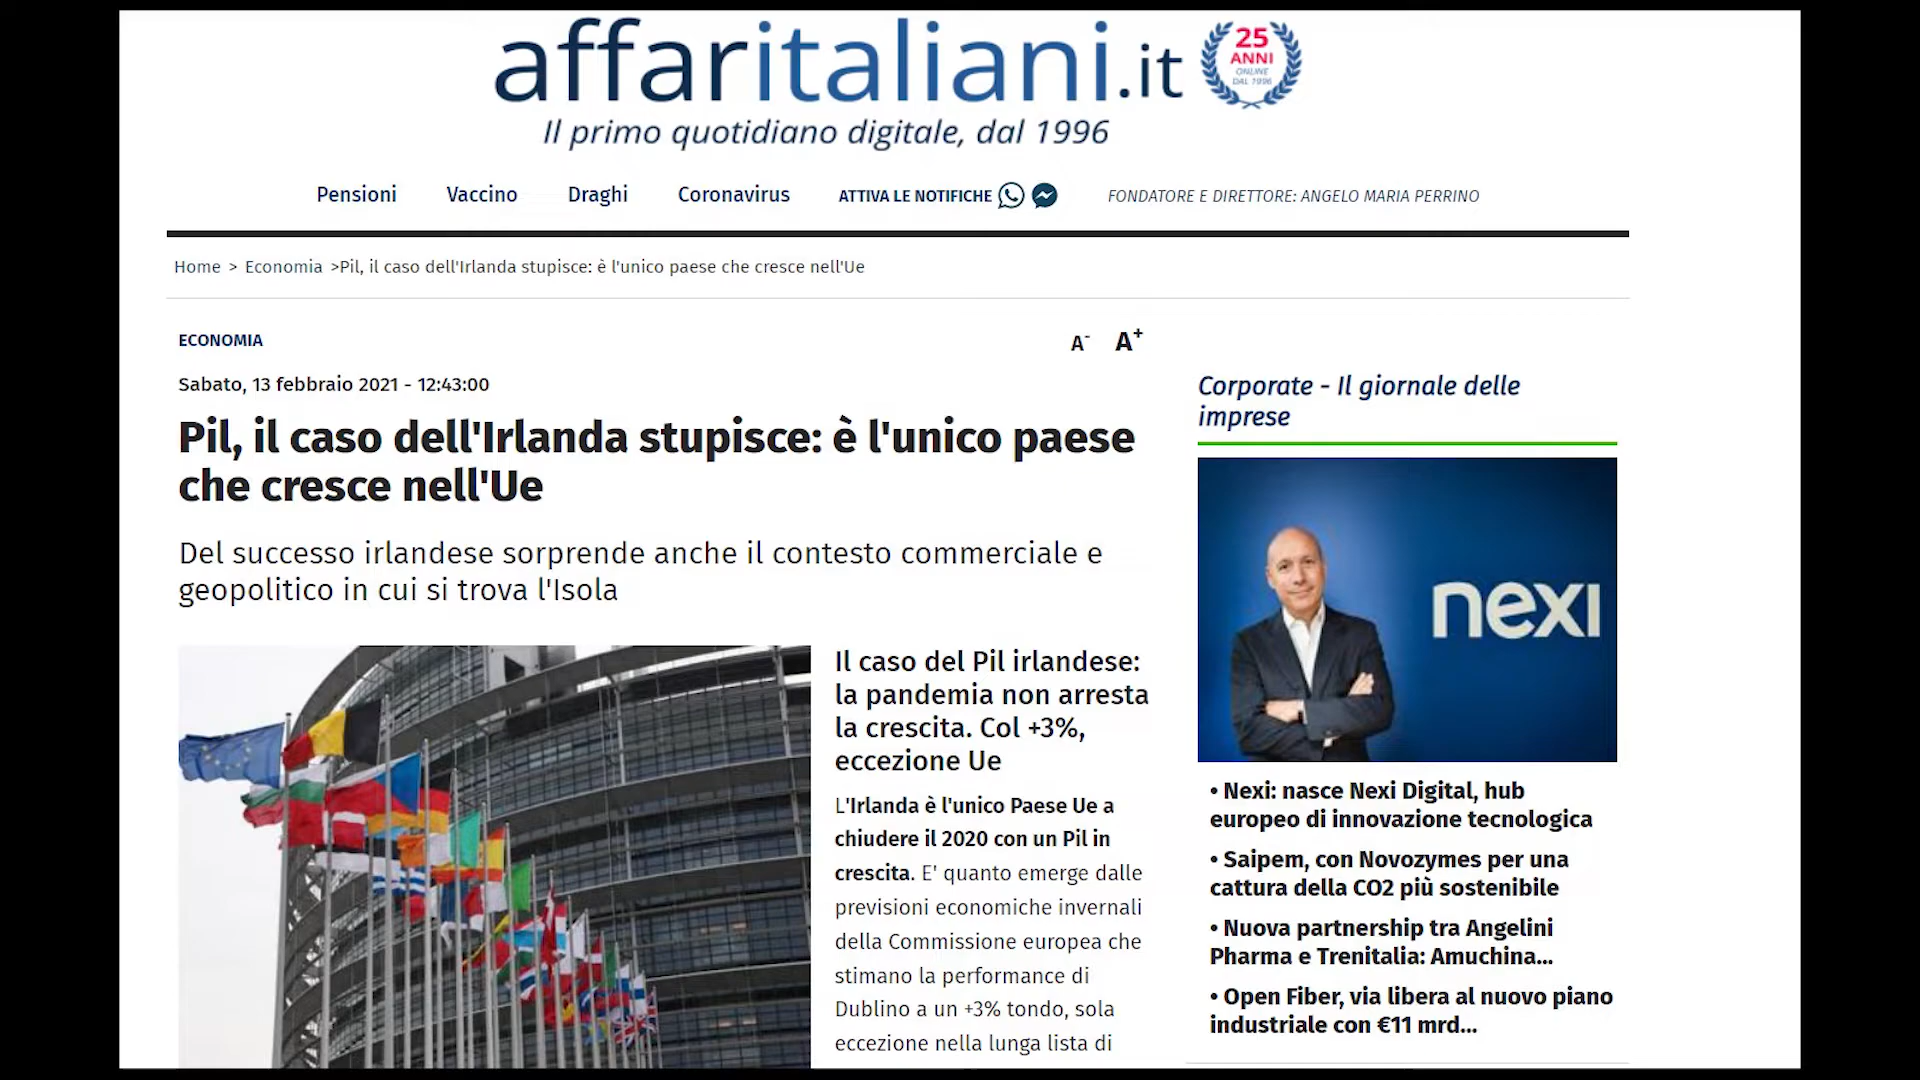 affaritaliani.it
25
ANNI
ONLINE
DAL 1996
Il primo quotidiano digitale, dal 1996
Pensioni Vaccino Draghi Coronavirus ATTIVA LE NOTIFICHE FONDATORE E DIRETTORE: ANGELO MARIA PERRINO
Home > Economia >Pil, il caso dell'Irlanda stupisce: è l'unico paese che cresce nell'Ue
ECONOMIA
A- A+
Sabato, 13 febbraio 2021 - 12:43:00
Pil, il caso dell'Irlanda stupisce: è l'unico paese
che cresce nell'Ue
Del successo irlandese sorprende anche il contesto commerciale e
geopolitico in cui si trova l'Isola
Il caso del Pil irlandese:
la pandemia non arresta
la crescita. Col +3%,
eccezione Ue
L'Irlanda è l'unico Paese Ue a
chiudere il 2020 con un Pil in
crescita. E' quanto emerge dalle
previsioni economiche invernali
della Commissione europea che
stimano la performance di
Dublino a un +3% tondo, sola
eccezione nella lunga lista di
Corporate - Il giornale delle
imprese
nexi
• Nexi: nasce Nexi Digital, hub
europeo di innovazione tecnologica
• Saipem, con Novozymes per una
cattura della CO2 più sostenibile
• Nuova partnership tra Angelini
Pharma e Trenitalia: Amuchina...
• Open Fiber, via libera al nuovo piano
industriale con €11 mrd...